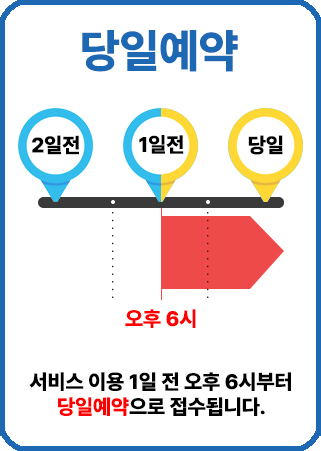 당일예약
2일전
1일전
당일
오후 6시
서비스 이용 1일 전 오후 6시부터
당일예약으로 접수됩니다.